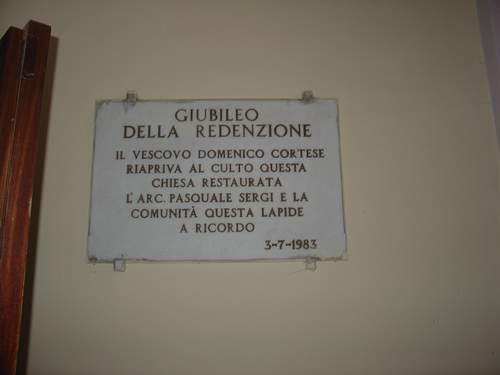 GIUBILEO
DELLA REDENZIONE
IL VESCOVO DOMENICO CORTESE
RIAPRIVA AL CULTO QUESTA
CHIESA RESTAURATA
L'ARC. PASQUALE SERGI E LA
COMUNITÀ QUESTA LAPIDE
A RICORDO
3-7-1983